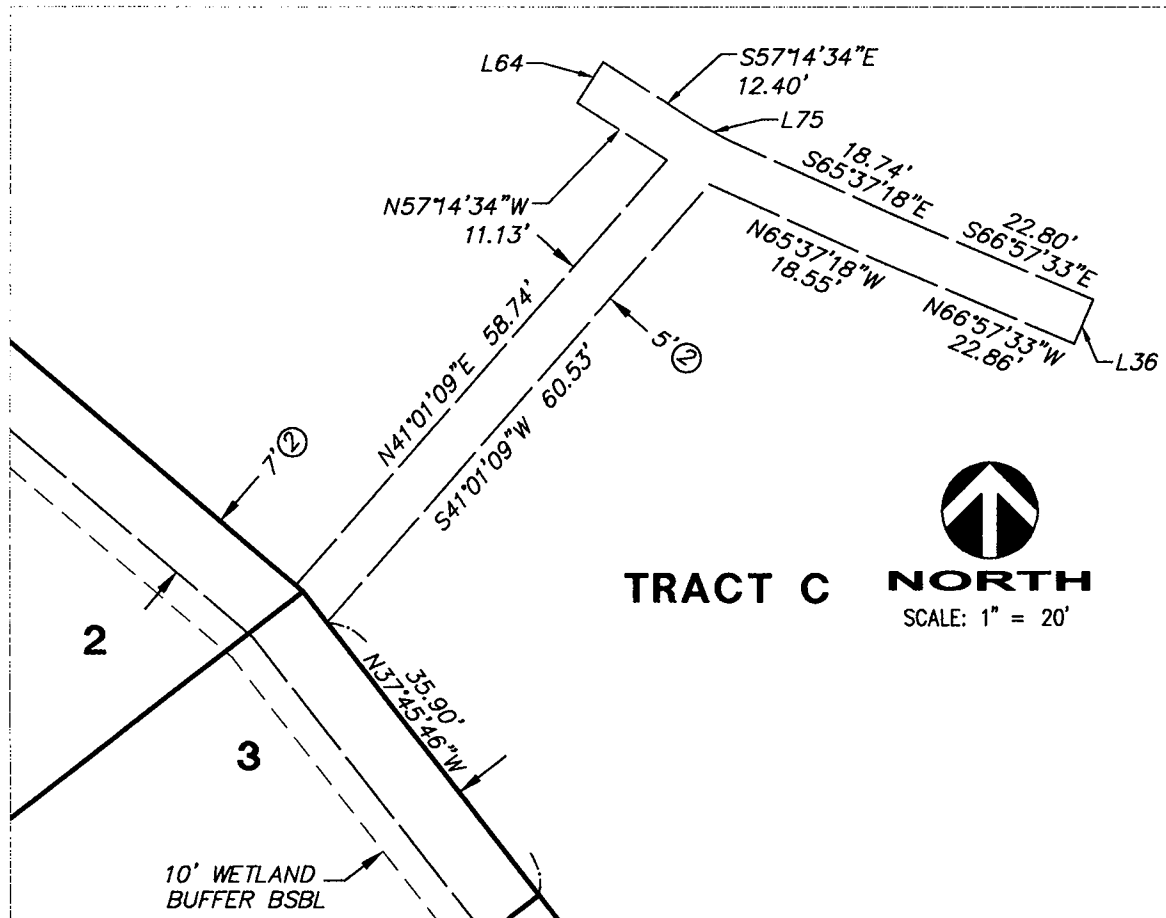 L64
S57°14'34"E
12.40'
L75
18.74'
S65°37'18"E
N57°14'34"W
11.13'
22.80'
S66°57'33"E
N65°37'18"W
18.55'
N66°57'33"W
22.86'
L36
N41°01'09"E 58.74'
5'②
S41°01'09"W 60.53'
7'②
TRACT C
NORTH
SCALE: 1" = 20'
2
35.90'
N37°45'46"W
3
10' WETLAND
BUFFER BSBL